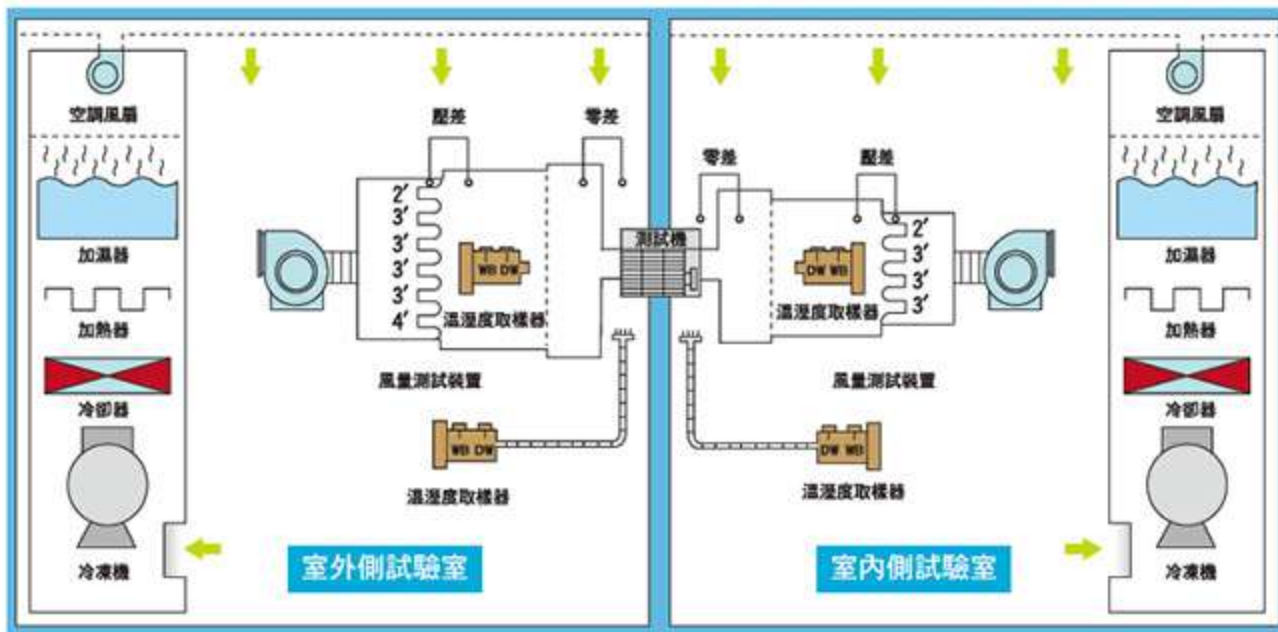 空調風扇
加濕器
加熱器
冷卻器
冷凍機
壓差
零差
2′
3′
3′
3′
3′
4′
WB DW
溫溼度取樣器
風量測試裝置
WB DW
溫溼度取樣器
室外側試驗室
測試機
零差
壓差
2′
3′
3′
3′
DW WB
溫溼度取樣器
風量測試裝置
DW WB
溫溼度取樣器
室內側試驗室
空調風扇
加濕器
加熱器
冷卻器
冷凍機